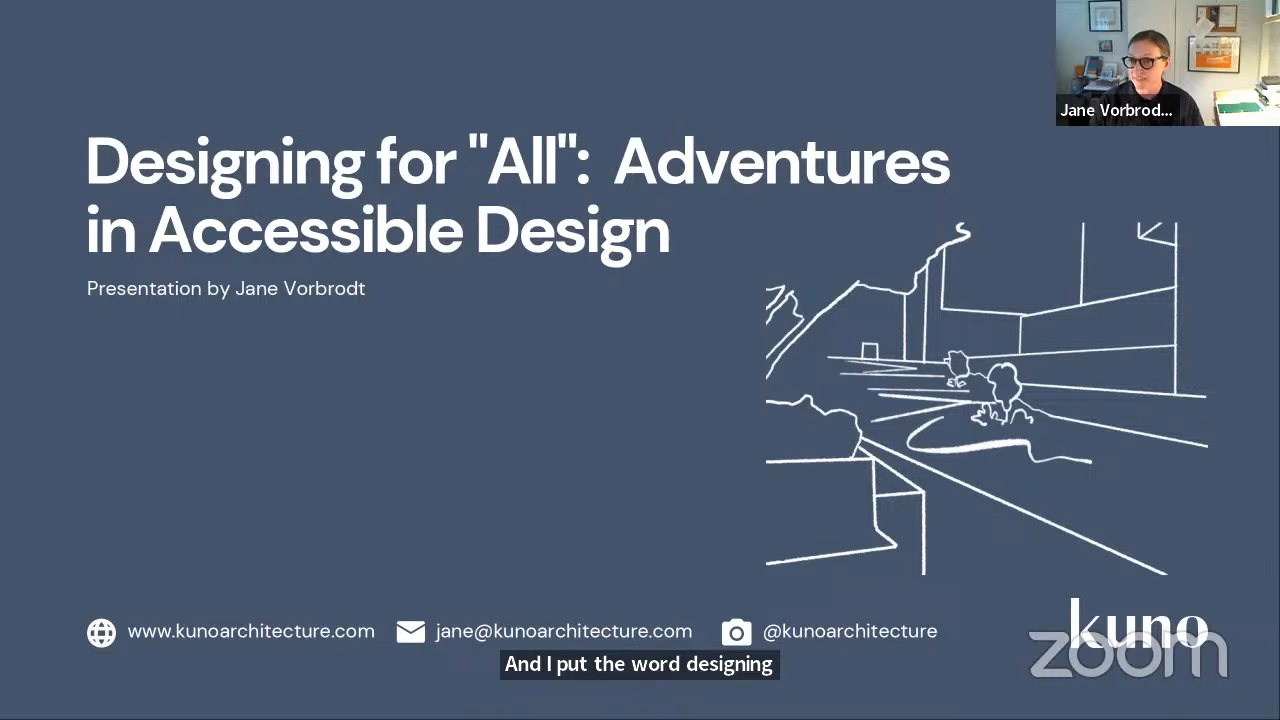 Jane Vorbrod...
Designing for "All": Adventures
in Accessible Design
Presentation by Jane Vorbrodt
www.kunoarchitecture.com
jane@kunoarchitecture.com
@kunoarchitecture
kuno
zoom
And I put the word designing